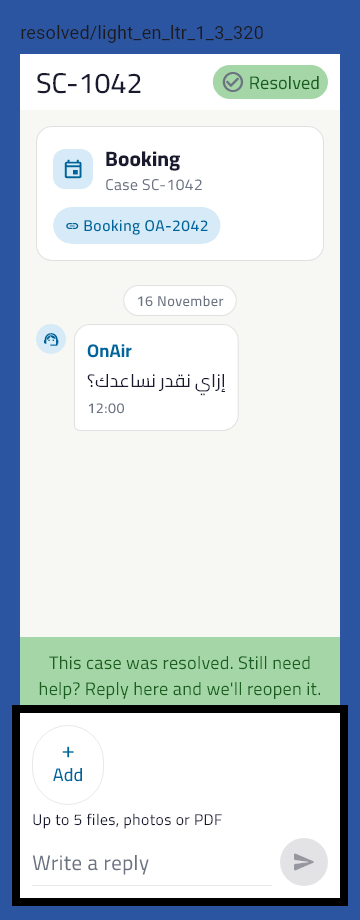 resolved/light_en_ltr_1_3_320
SC-1042
Resolved
Booking
Case SC-1042
Booking OA-2042
16 November
OnAir
إزاي نقدر نساعدك؟
12:00
This case was resolved. Still need
help? Reply here and we'll reopen it.
+
Add
Up to 5 files, photos or PDF
Write a reply